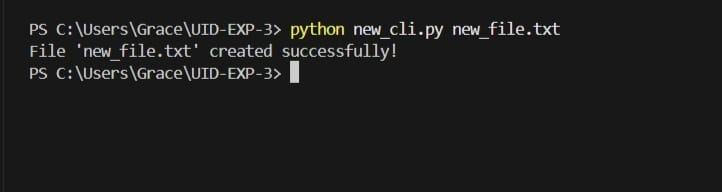 PS C:\Users\Grace\UID-EXP-3> python new_cli.py new_file.txt
File 'new_file.txt' created successfully!
PS C:\Users\Grace\UID-EXP-3>